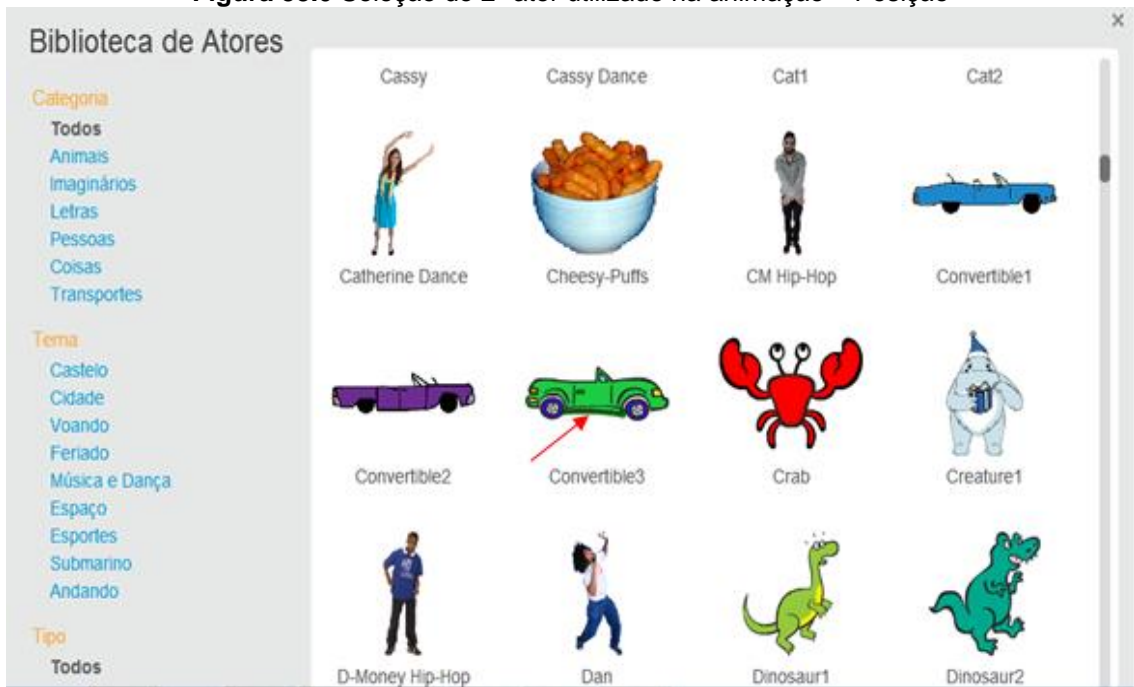 Biblioteca de Atores
Categoria
Todos
Animais
Imaginários
Letras
Pessoas
Coisas
Transportes
Tema
Castelo
Cidade
Voando
Feriado
Música e Dança
Espaço
Esportes
Submarino
Andando
Tipo
Todos
Cassy Cassy Dance Cat1 Cat2
Catherine Dance Cheesy-Puffs CM Hip-Hop Convertible1
Convertible2 Convertible3 Crab Creature1
D-Money Hip-Hop Dan Dinosaur1 Dinosaur2